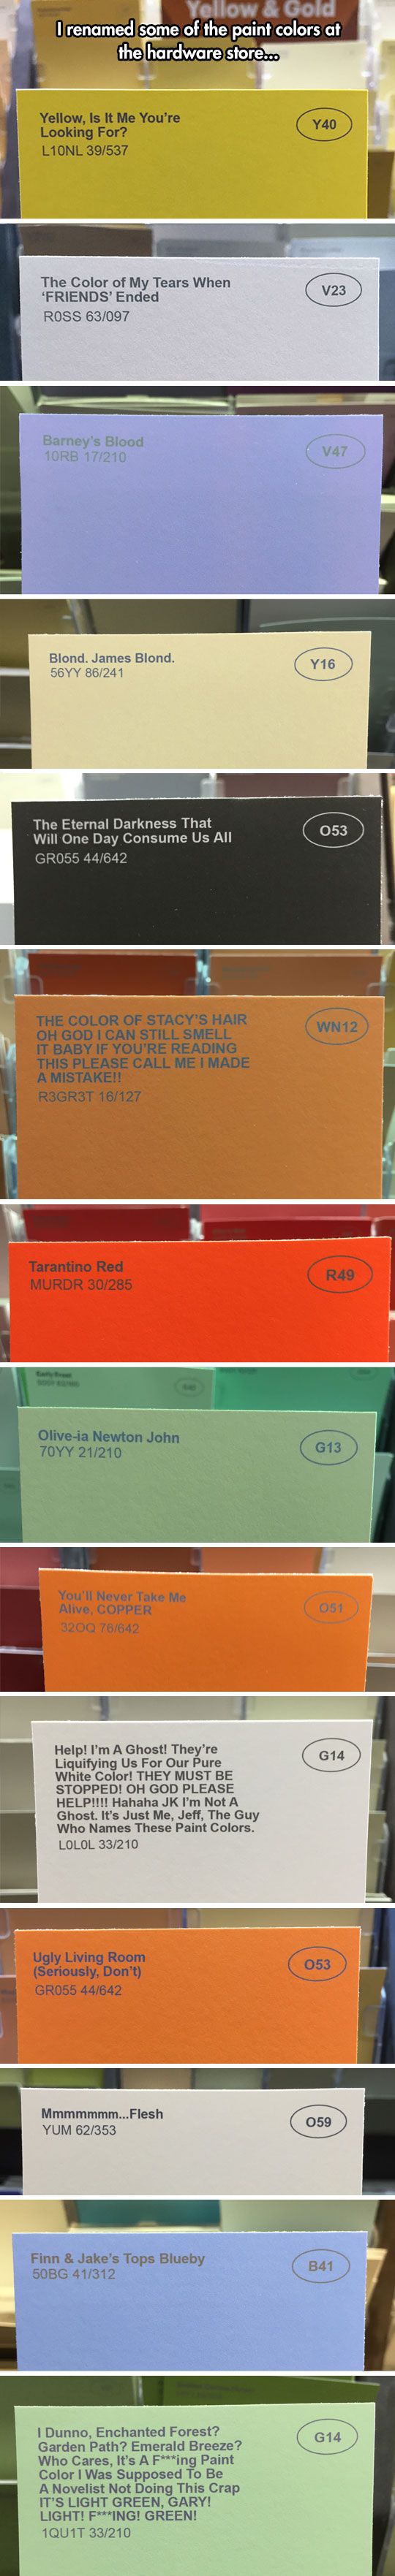 Yellow & Gold
I renamed some of the paint colors at
the hardware store...
Yellow, Is It Me You're
Looking For?
L10NL 39/537
Y40
The Color of My Tears When
'FRIENDS' Ended
R0SS 63/097
V23
Barney's Blood
10RB 17/210
V47
Blond. James Blond.
56YY 86/241
Y16
The Eternal Darkness That
Will One Day Consume Us All
GR055 44/642
O53
THE COLOR OF STACY'S HAIR
OH GOD I CAN STILL SMELL
IT BABY IF YOU'RE READING
THIS PLEASE CALL ME I MADE
A MISTAKE!!
R3GR3T 16/127
WN12
Tarantino Red
MURDR 30/285
R49
Olive-ia Newton John
70YY 21/210
G13
You'll Never Take Me
Alive, COPPER
32OQ 76/642
O51
Help! I'm A Ghost! They're
Liquifying Us For Our Pure
White Color! THEY MUST BE
STOPPED! OH GOD PLEASE
HELP!!!! Hahaha JK I'm Not A
Ghost. It's Just Me, Jeff, The Guy
Who Names These Paint Colors.
L0L0L 33/210
G14
Ugly Living Room
(Seriously, Don't)
GR055 44/642
O53
Mmmmmmm...Flesh
YUM 62/353
O59
Finn & Jake's Tops Blueby
50BG 41/312
B41
I Dunno, Enchanted Forest?
Garden Path? Emerald Breeze?
Who Cares, It's A F***ing Paint
Color I Was Supposed To Be
A Novelist Not Doing This Crap
IT'S LIGHT GREEN, GARY!
LIGHT! F***ING! GREEN!
1QU1T 33/210
G14